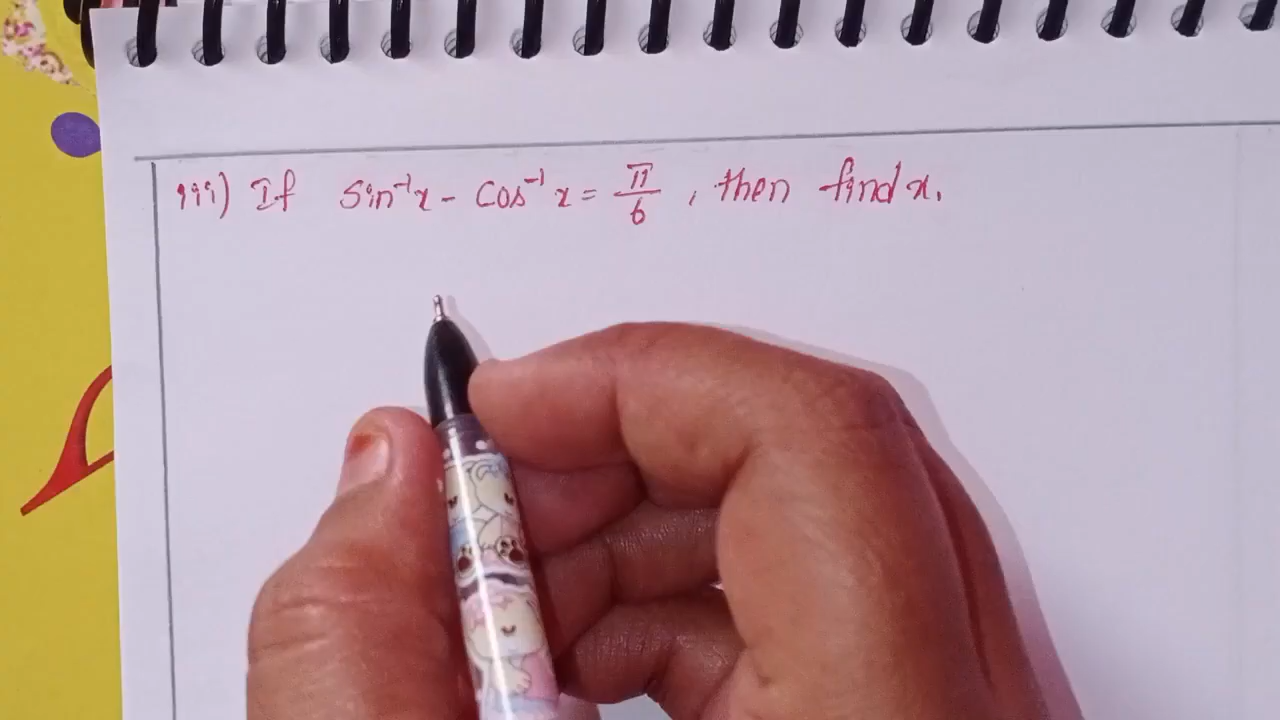 iii) If sin⁻¹x - cos⁻¹x = π/6, then find x.